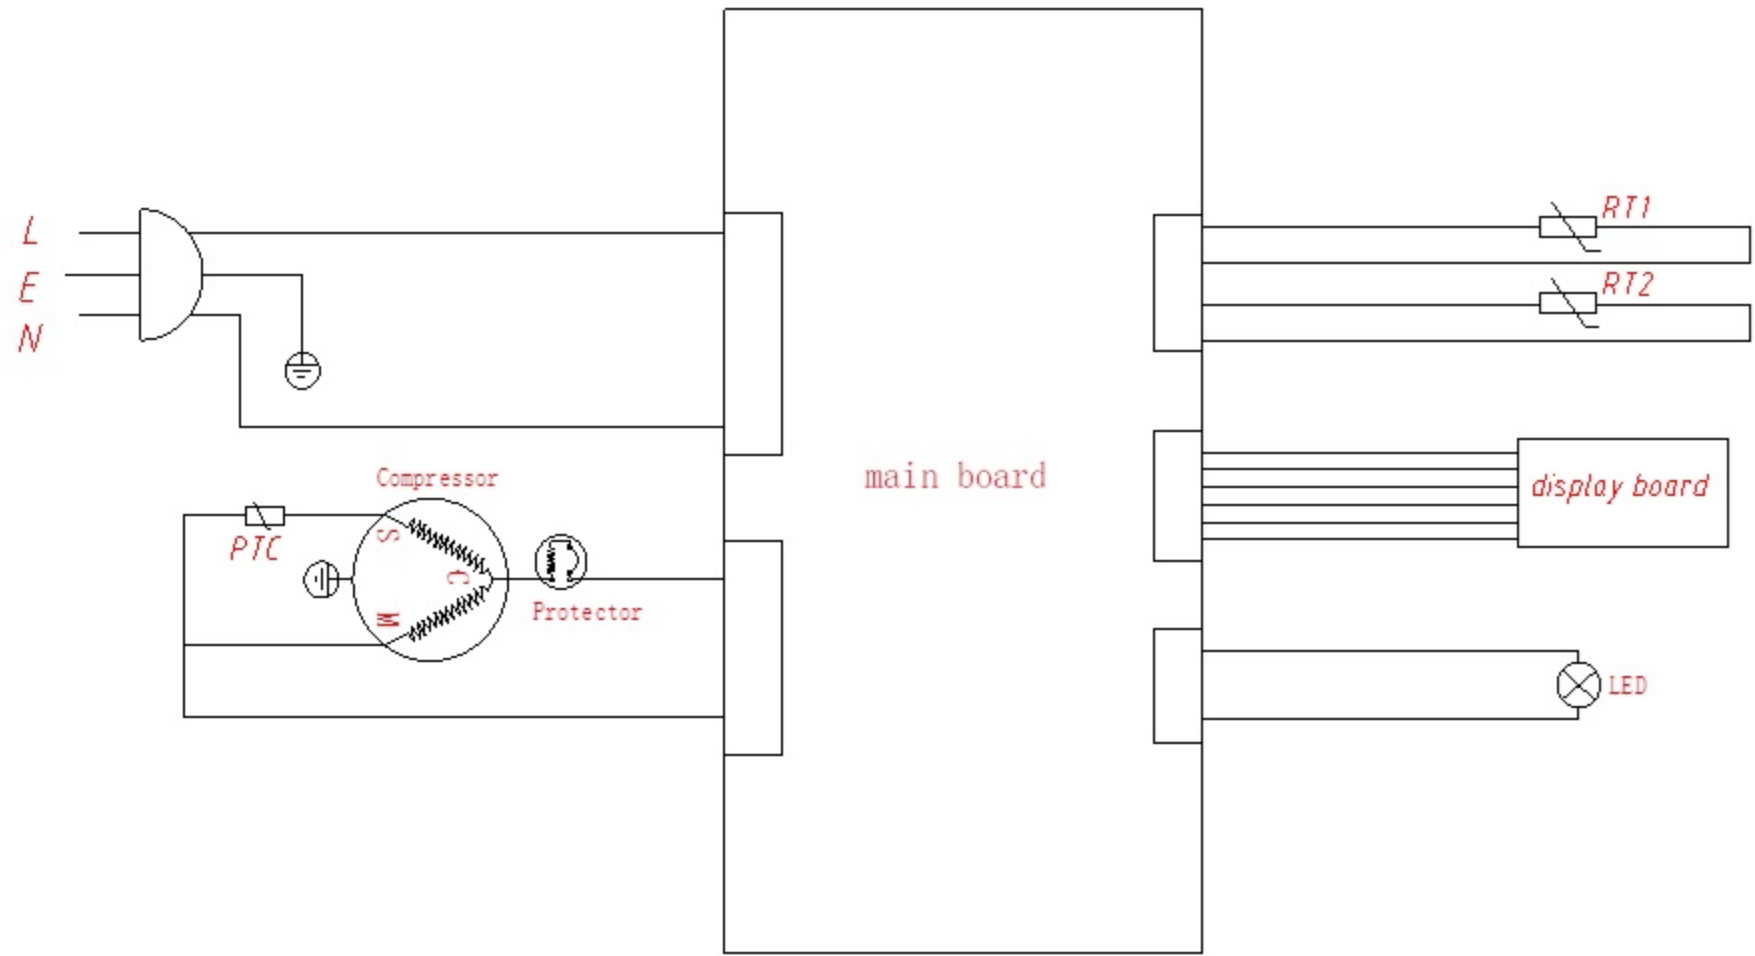 L
E
N
RT1
RT2
main board
display board
Compressor
S
PTC
C
M
Protector
LED